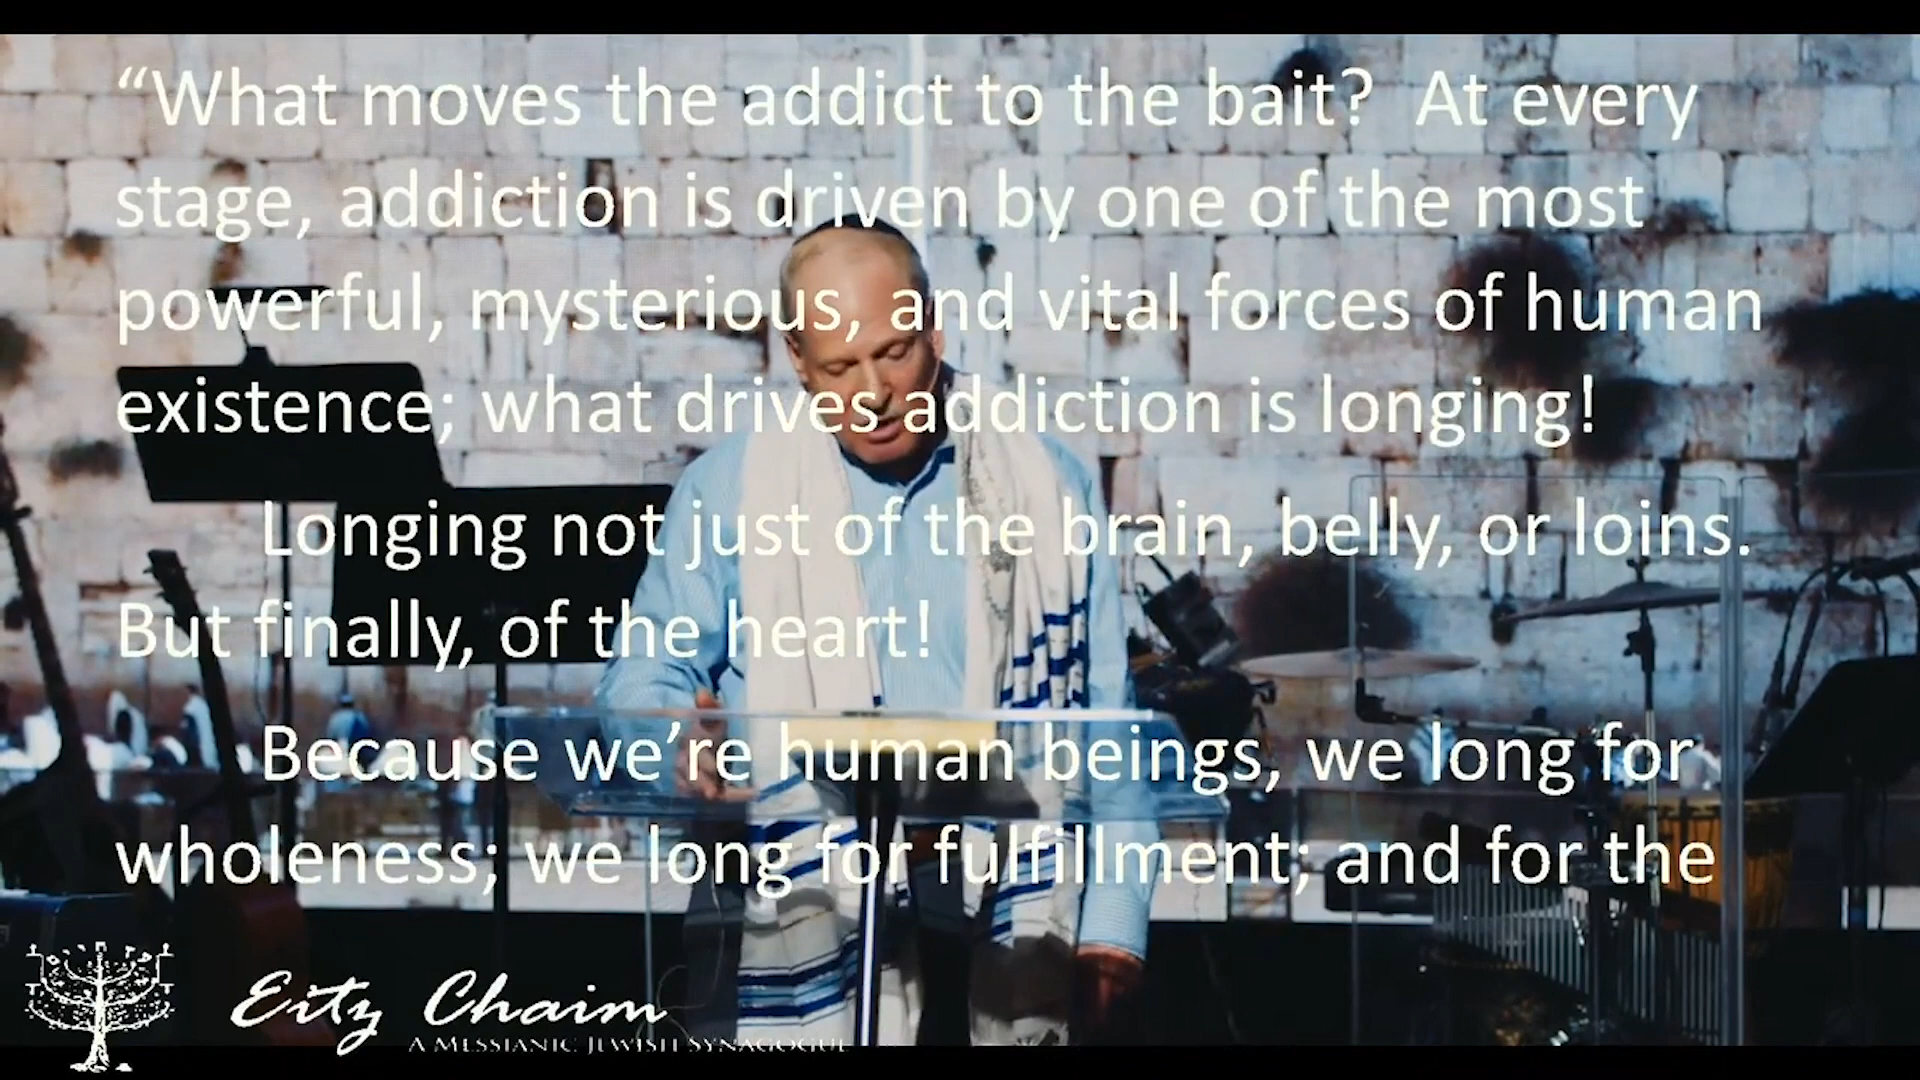 “What moves the addict to the bait?  At every
stage, addiction is driven by one of the most
powerful, mysterious, and vital forces of human
existence; what drives addiction is longing!
Longing not just of the brain, belly, or loins.
But finally, of the heart!
Because we’re human beings, we long for
wholeness; we long for fulfillment; and for the
Eitz Chaim
A MESSIANIC JEWISH SYNAGOGUE